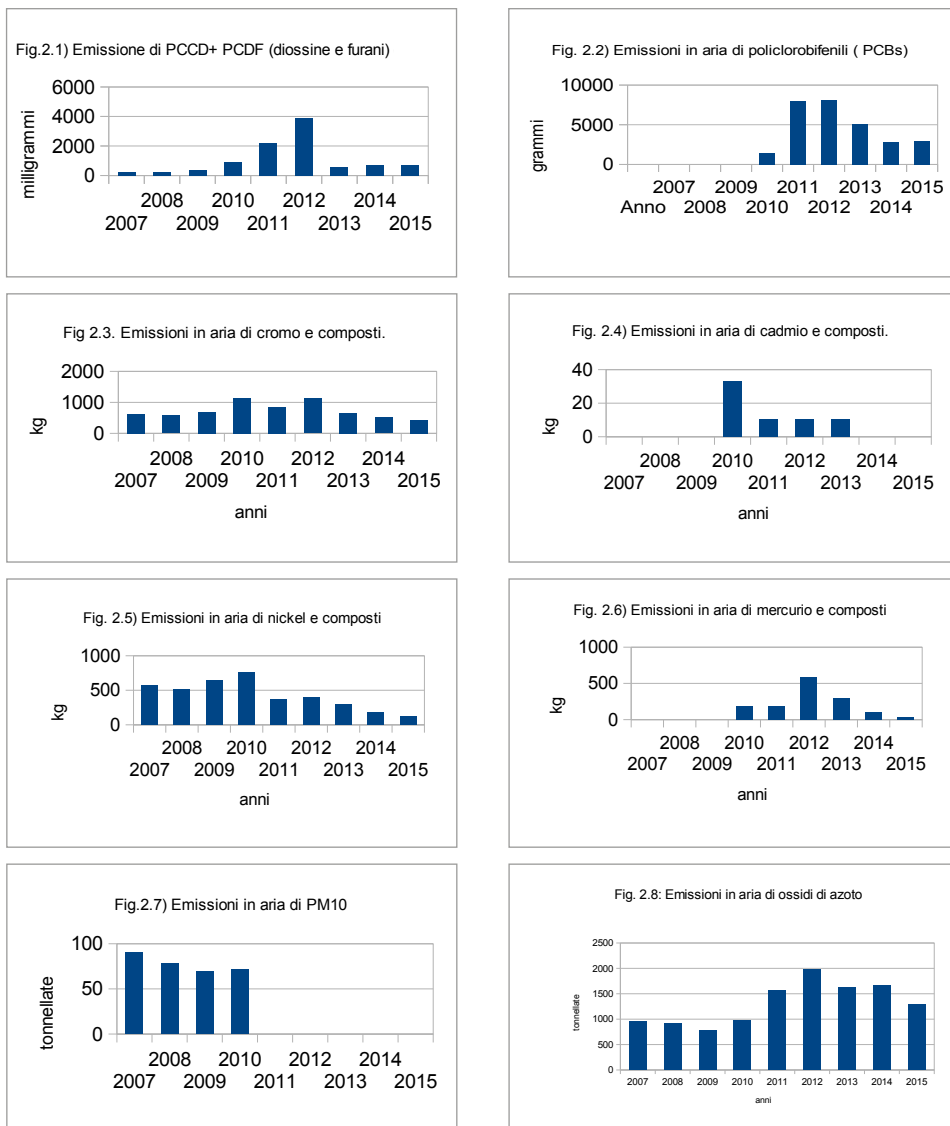 Fig.2.1) Emissione di PCCD+ PCDF (diossine e furani)
6000
4000
2000
0
milligrammi
2008 2010 2012 2014
2007 2009 2011 2013 2015
Fig. 2.2) Emissioni in aria di policlorobifenili ( PCBs)
10000
5000
0
grammi
2007 2009 2011 2013 2015
Anno 2008 2010 2012 2014
Fig 2.3. Emissioni in aria di cromo e composti.
2000
1000
0
kg
2008 2010 2012 2014
2007 2009 2011 2013 2015
anni
Fig. 2.4) Emissioni in aria di cadmio e composti.
40
20
0
kg
2008 2010 2012 2014
2007 2009 2011 2013 2015
anni
Fig. 2.5) Emissioni in aria di nickel e composti
1000
500
0
kg
2008 2010 2012 2014
2007 2009 2011 2013 2015
anni
Fig. 2.6) Emissioni in aria di mercurio e composti
1000
500
0
kg
2008 2010 2012 2014
2007 2009 2011 2013 2015
anni
Fig.2.7) Emissioni in aria di PM10
100
50
0
tonnellate
2008 2010 2012 2014
2007 2009 2011 2013 2015
Fig. 2.8: Emissioni in aria di ossidi di azoto
2500
2000
1500
1000
500
0
tonnellate
2007 2008 2009 2010 2011 2012 2013 2014 2015
anni